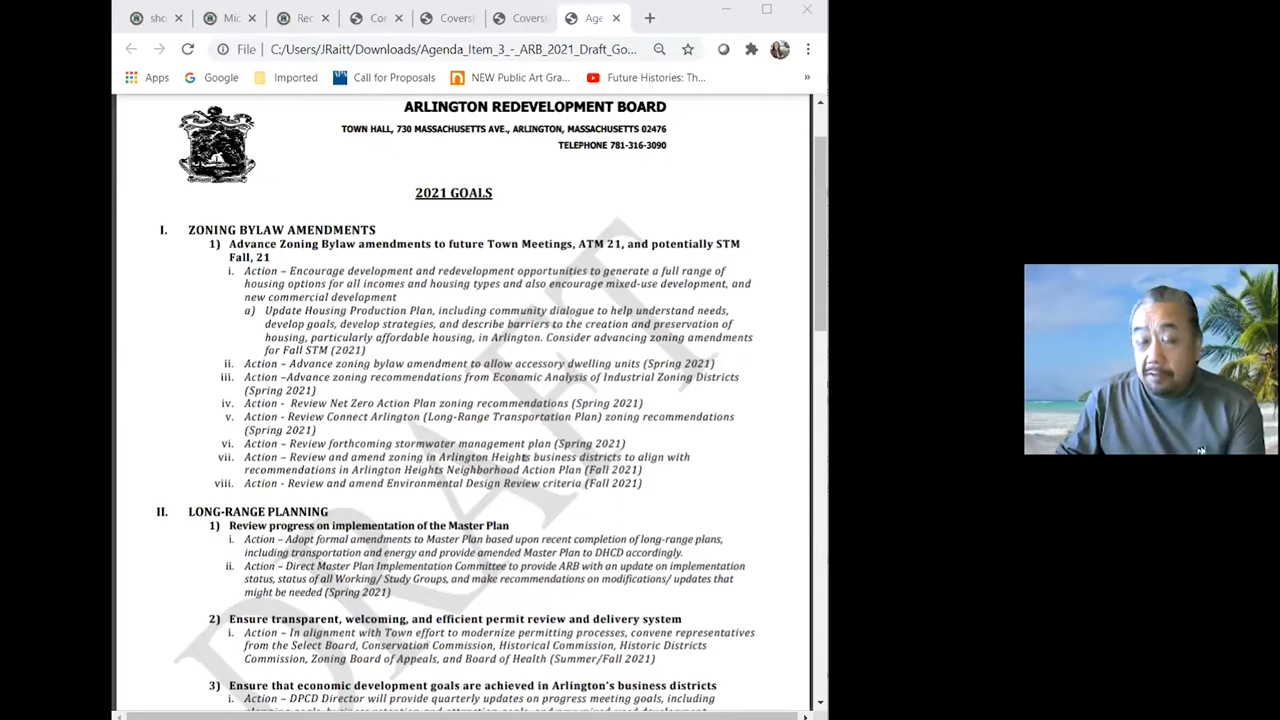 shc
Mic
Rec
Cor
Coversi
Coversi
Age
File
C:/Users/JRaitt/Downloads/Agenda_Item_3_-_ARB_2021_Draft_Go...
Apps
Google
Imported
Call for Proposals
NEW Public Art Gra...
Future Histories: Th...
»
ARLINGTON REDEVELOPMENT BOARD
TOWN HALL, 730 MASSACHUSETTS AVE., ARLINGTON, MASSACHUSETTS 02476
TELEPHONE 781-316-3090
2021 GOALS
I. ZONING BYLAW AMENDMENTS
1) Advance Zoning Bylaw amendments to future Town Meetings, ATM 21, and potentially STM
Fall, 21
i. Action – Encourage development and redevelopment opportunities to generate a full range of
housing options for all incomes and housing types and also encourage mixed-use development, and
new commercial development
a) Update Housing Production Plan, including community dialogue to help understand needs,
develop goals, develop strategies, and describe barriers to the creation and preservation of
housing, particularly affordable housing, in Arlington. Consider advancing zoning amendments
for Fall STM (2021)
ii. Action – Advance zoning bylaw amendment to allow accessory dwelling units (Spring 2021)
iii. Action –Advance zoning recommendations from Economic Analysis of Industrial Zoning Districts
(Spring 2021)
iv. Action - Review Net Zero Action Plan zoning recommendations (Spring 2021)
v. Action - Review Connect Arlington (Long-Range Transportation Plan) zoning recommendations
(Spring 2021)
vi. Action – Review forthcoming stormwater management plan (Spring 2021)
vii. Action – Review and amend zoning in Arlington Heights business districts to align with
recommendations in Arlington Heights Neighborhood Action Plan (Fall 2021)
viii. Action - Review and amend Environmental Design Review criteria (Fall 2021)
II. LONG-RANGE PLANNING
1) Review progress on implementation of the Master Plan
i. Action – Adopt formal amendments to Master Plan based upon recent completion of long-range plans,
including transportation and energy and provide amended Master Plan to DHCD accordingly.
ii. Action – Direct Master Plan Implementation Committee to provide ARB with an update on implementation
status, status of all Working/ Study Groups, and make recommendations on modifications/ updates that
might be needed (Spring 2021)
2) Ensure transparent, welcoming, and efficient permit review and delivery system
i. Action – In alignment with Town effort to modernize permitting processes, convene representatives
from the Select Board, Conservation Commission, Historical Commission, Historic Districts
Commission, Zoning Board of Appeals, and Board of Health (Summer/Fall 2021)
3) Ensure that economic development goals are achieved in Arlington's business districts
i. Action – DPCD Director will provide quarterly updates on progress meeting goals, including
DRAFT